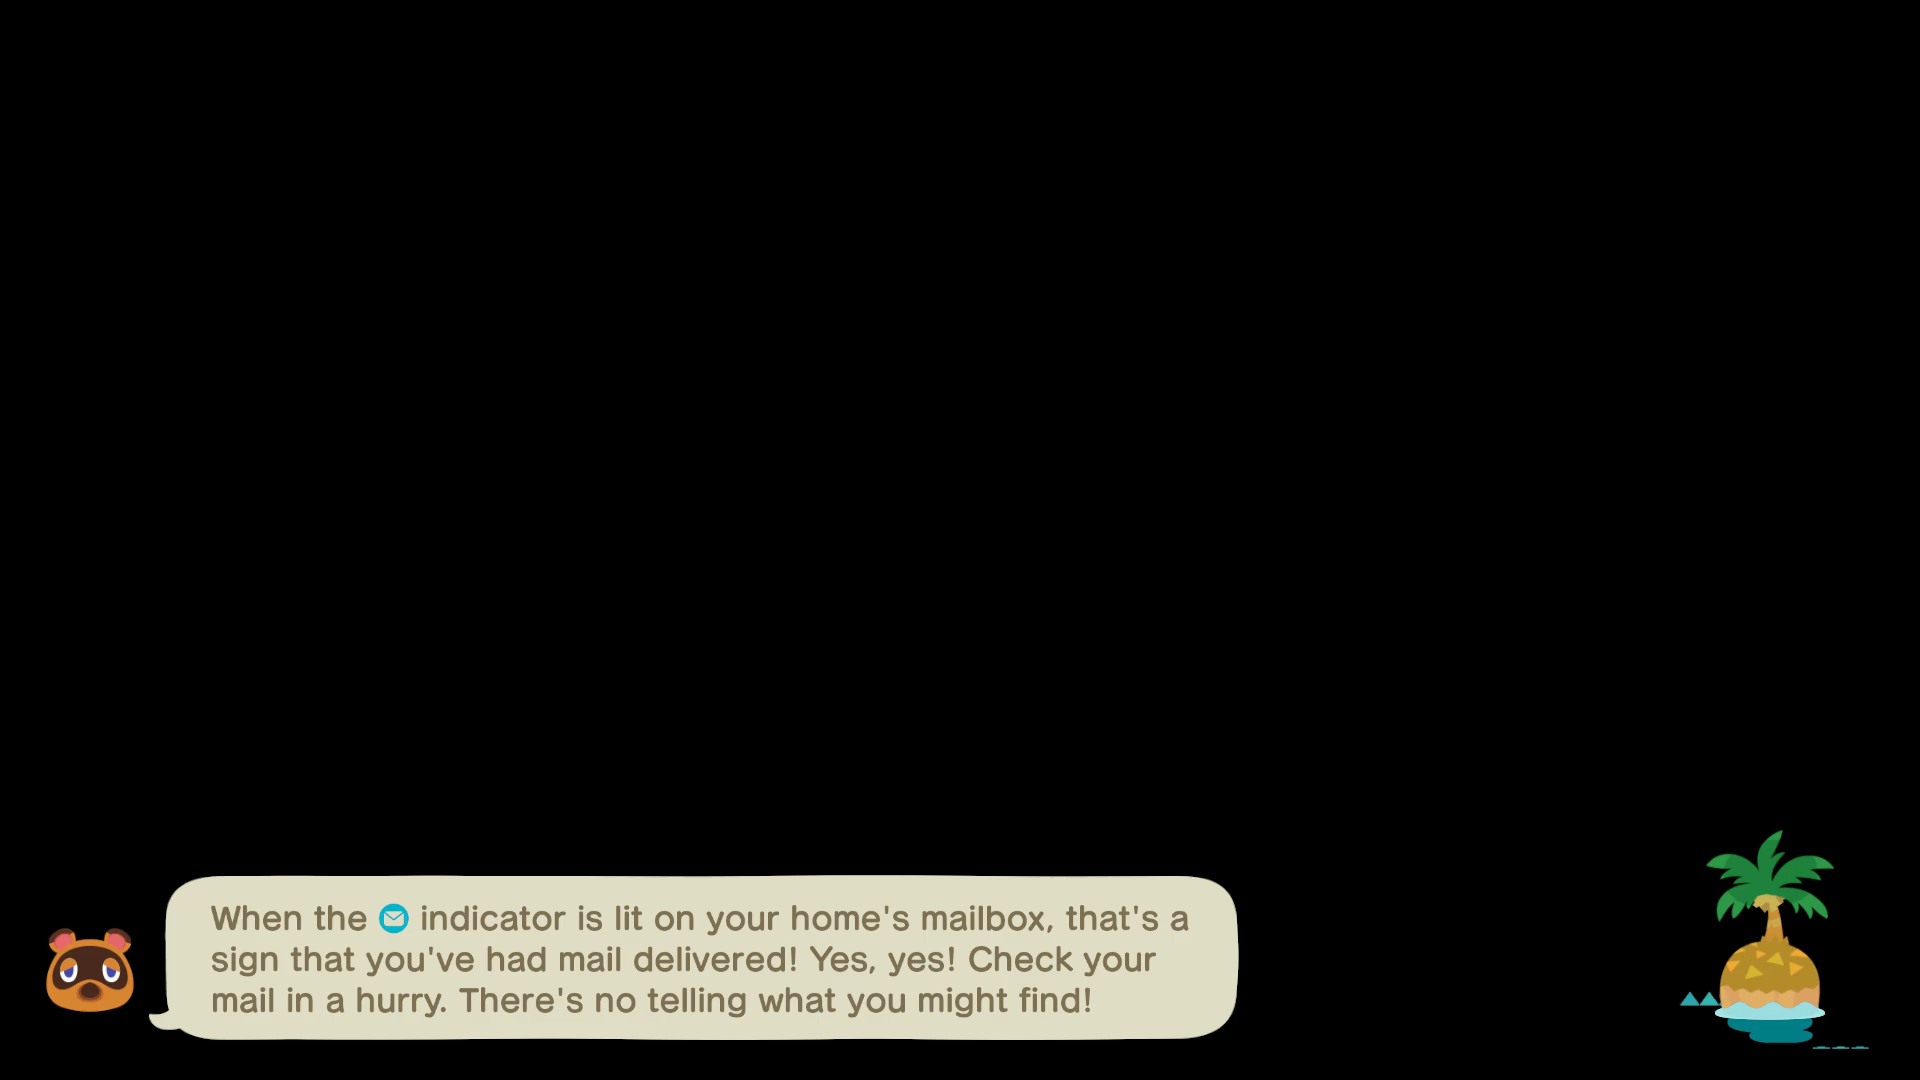 When the indicator is lit on your home's mailbox, that's a
sign that you've had mail delivered! Yes, yes! Check your
mail in a hurry. There's no telling what you might find!